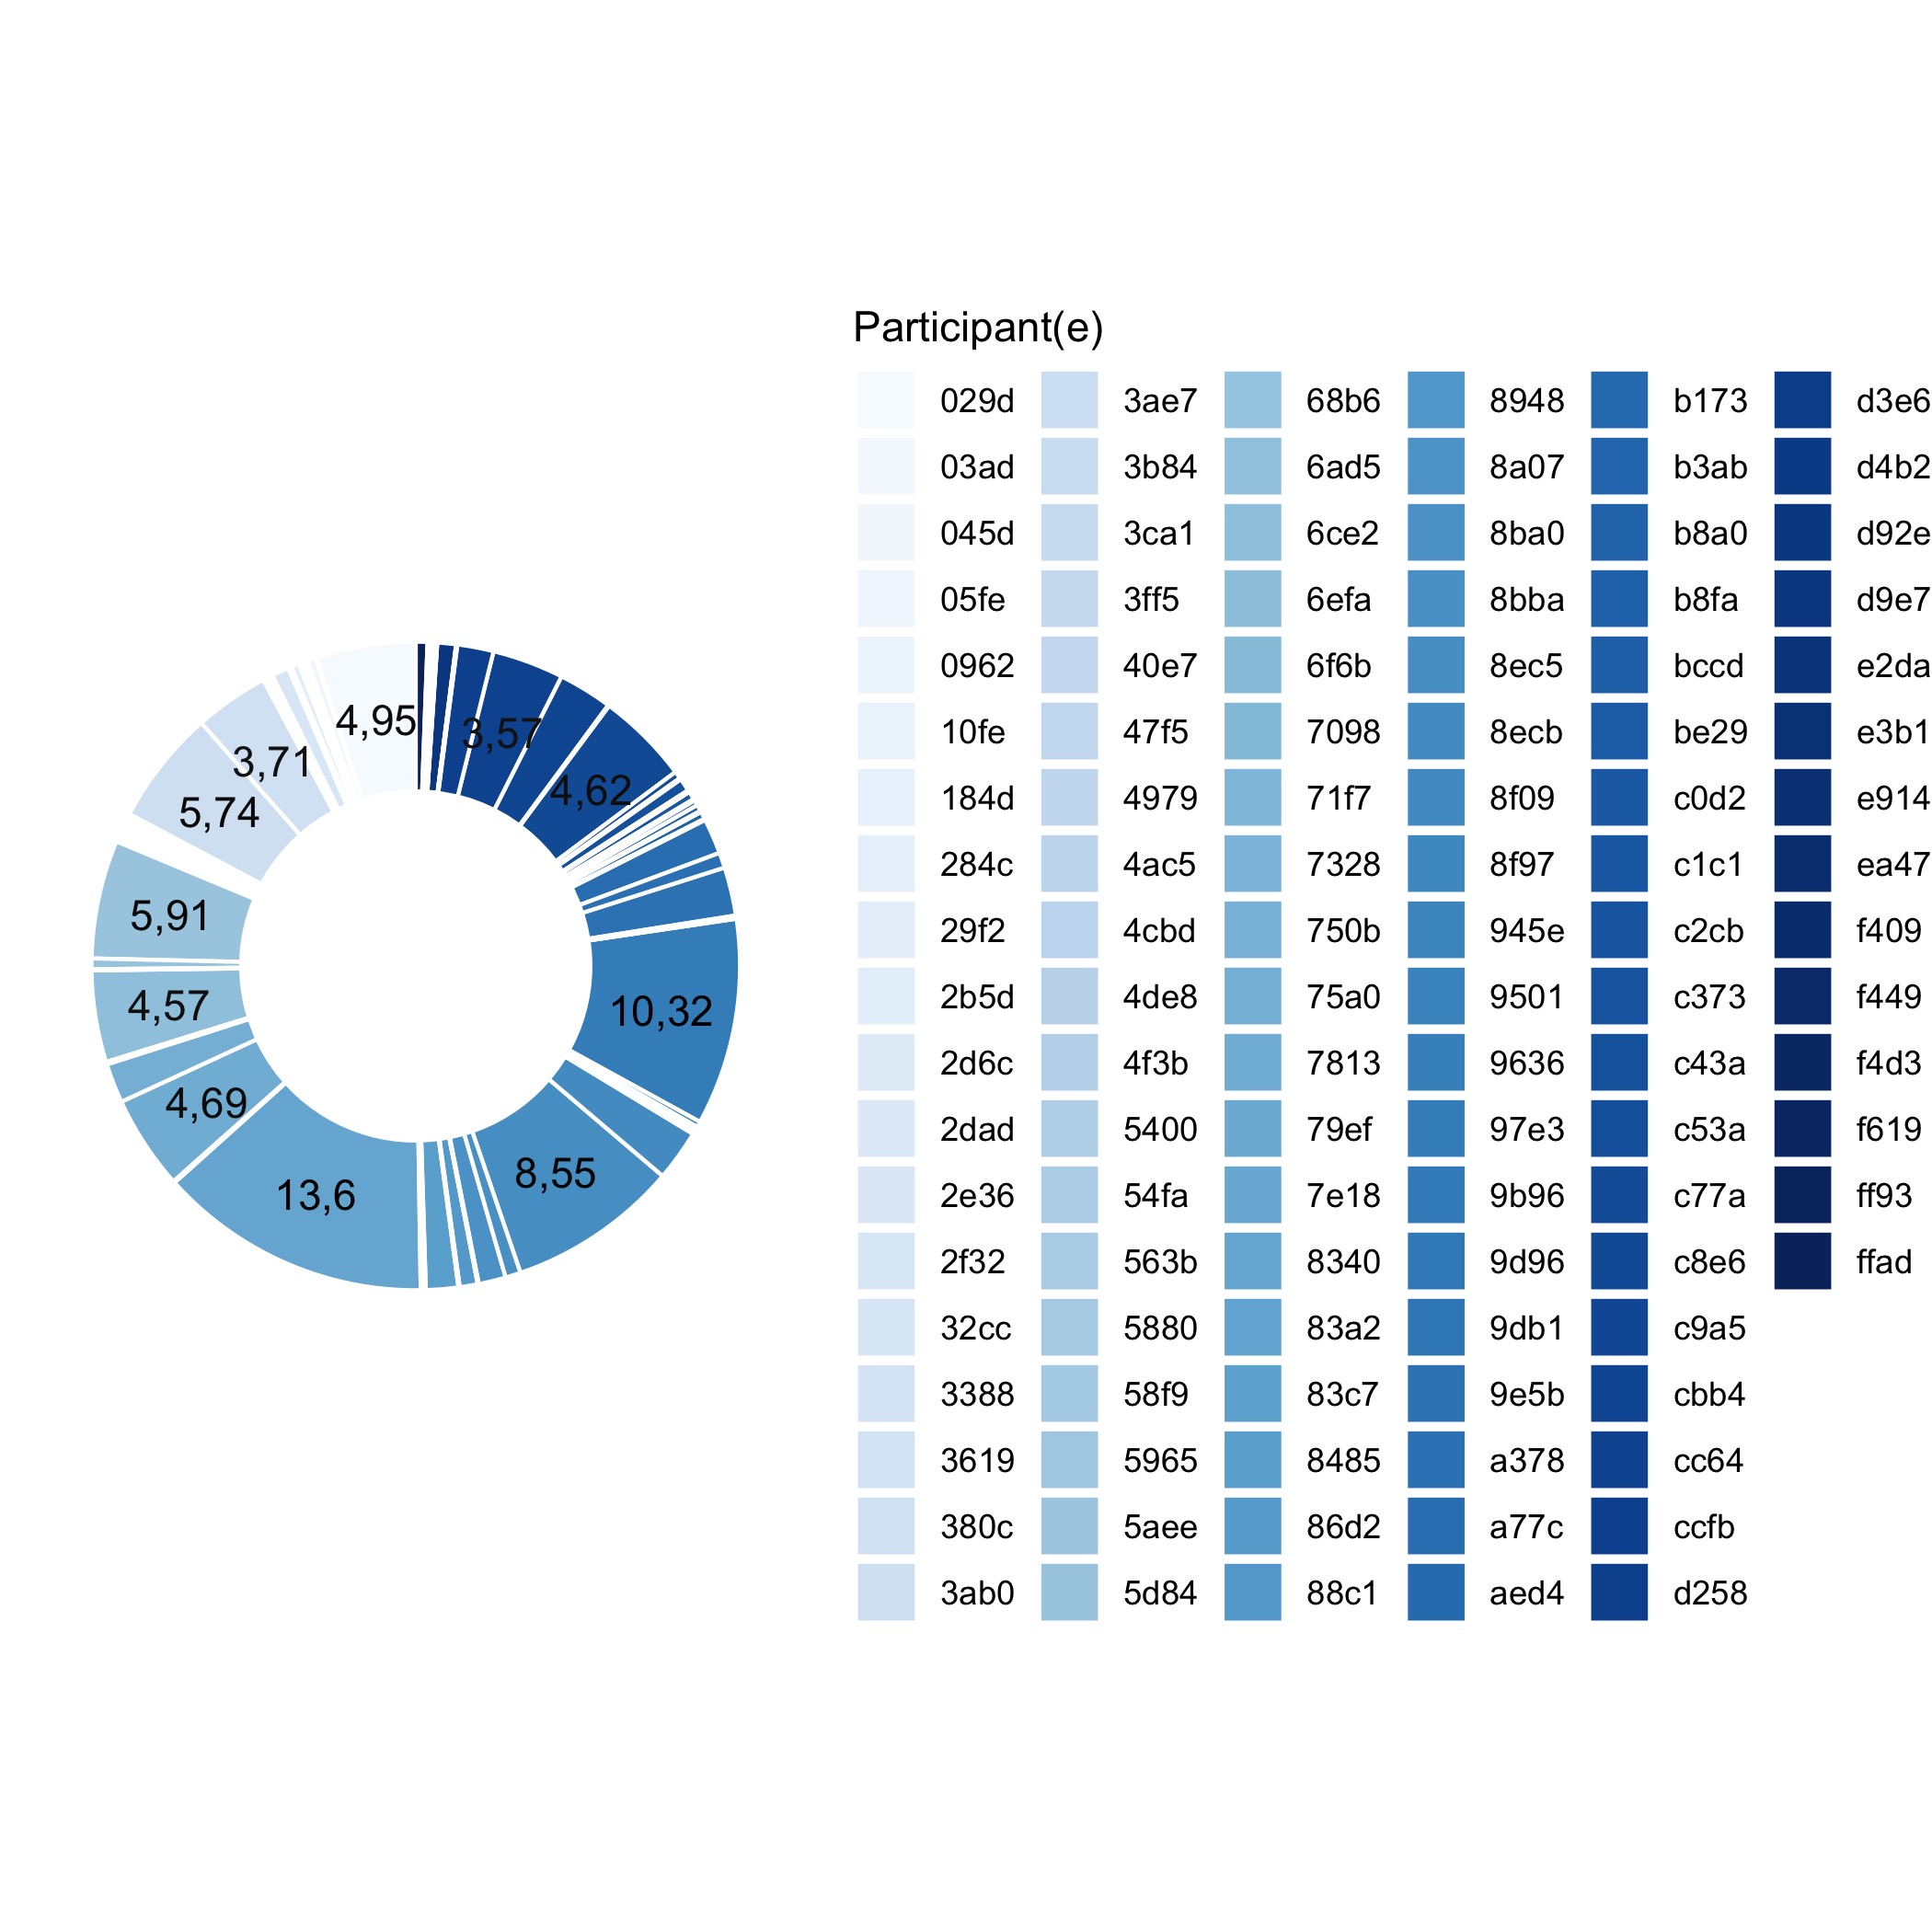 Participant(e)
029d 3ae7 68b6 8948 b173 d3e6
03ad 3b84 6ad5 8a07 b3ab d4b2
045d 3ca1 6ce2 8ba0 b8a0 d92e
05fe 3ff5 6efa 8bba b8fa d9e7
0962 40e7 6f6b 8ec5 bccd e2da
10fe 47f5 7098 8ecb be29 e3b1
184d 4979 71f7 8f09 c0d2 e914
284c 4ac5 7328 8f97 c1c1 ea47
29f2 4cbd 750b 945e c2cb f409
2b5d 4de8 75a0 9501 c373 f449
2d6c 4f3b 7813 9636 c43a f4d3
2dad 5400 79ef 97e3 c53a f619
2e36 54fa 7e18 9b96 c77a ff93
2f32 563b 8340 9d96 c8e6 ffad
32cc 5880 83a2 9db1 c9a5
3388 58f9 83c7 9e5b cbb4
3619 5965 8485 a378 cc64
380c 5aee 86d2 a77c ccfb
3ab0 5d84 88c1 aed4 d258
4,95
3,57
3,71
4,62
5,74
5,91
4,57
10,32
4,69
8,55
13,6